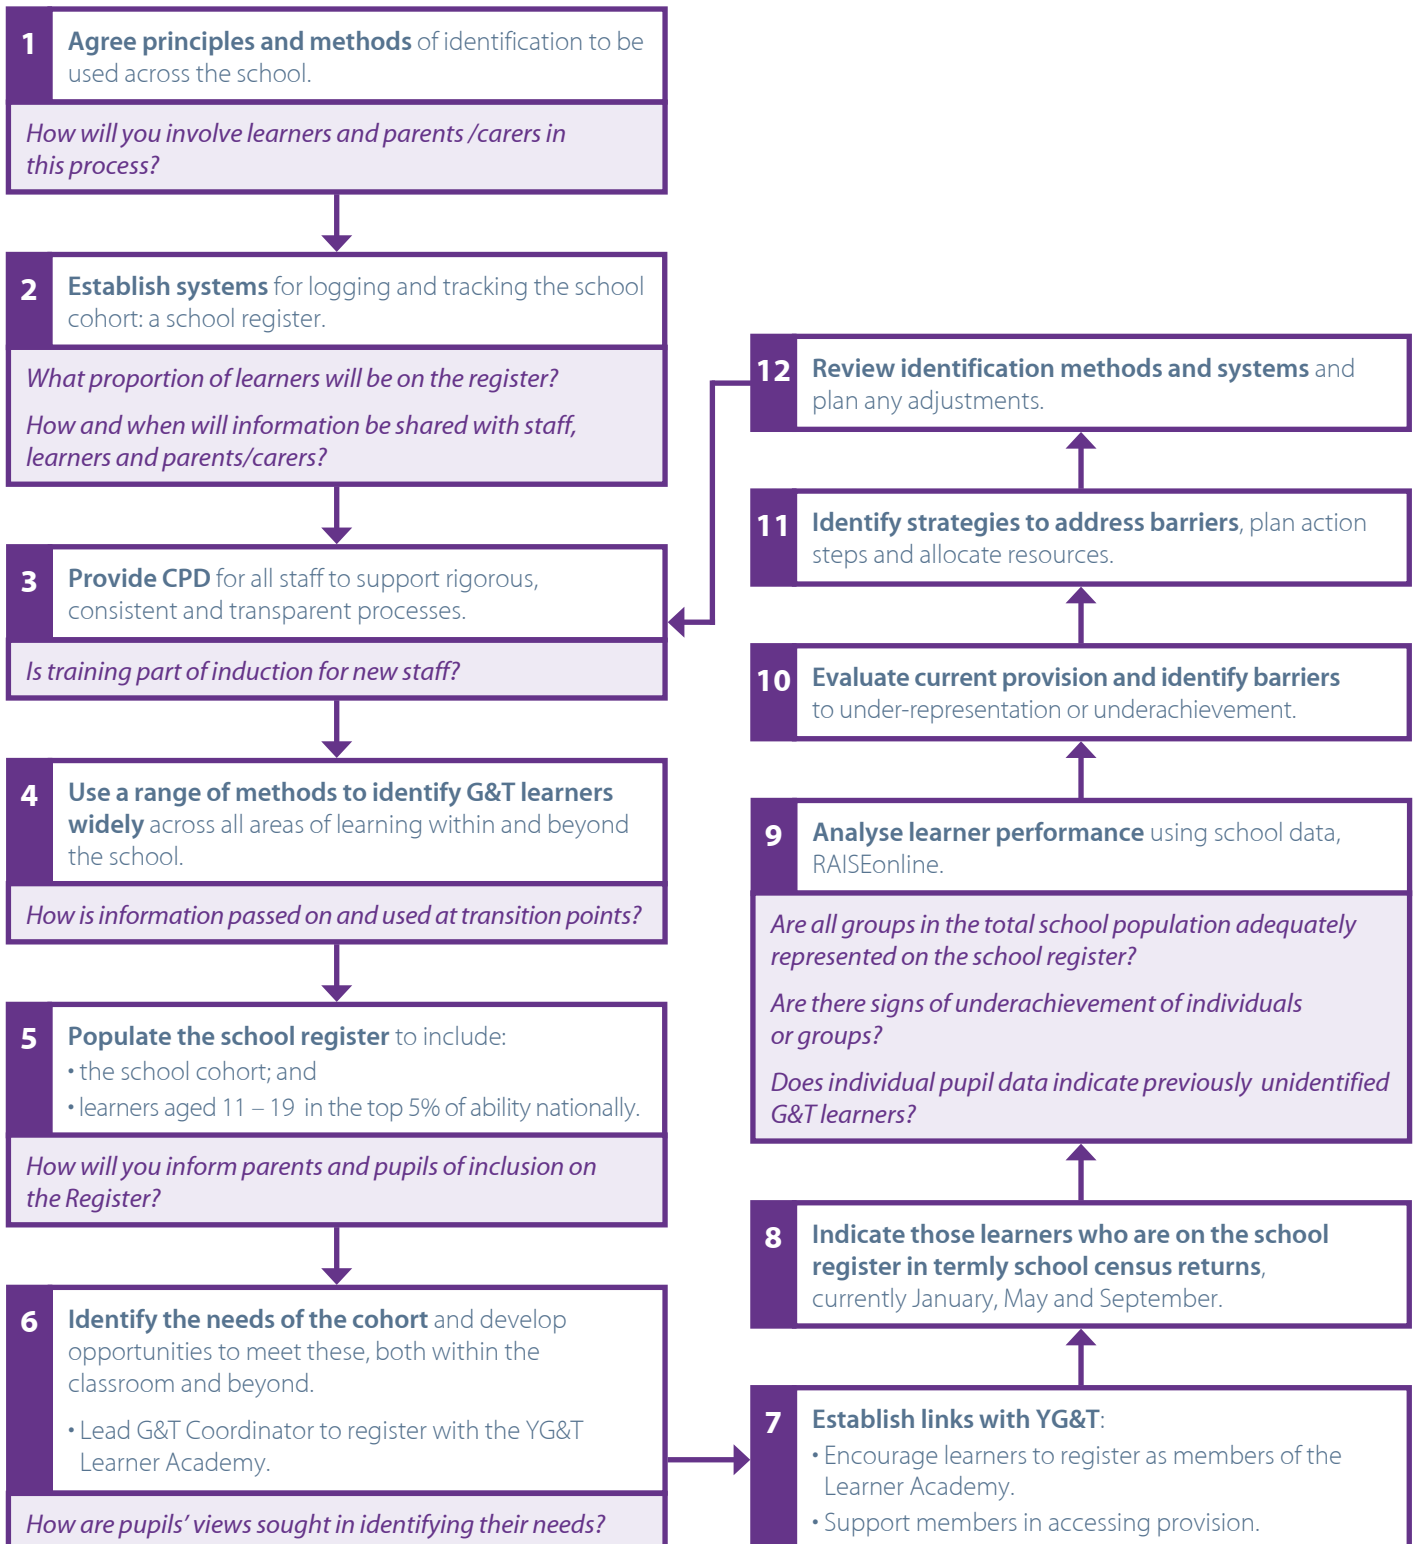 1
Agree principles and methods of identification to be
used across the school.
How will you involve learners and parents /carers in
this process?
2
Establish systems for logging and tracking the school
cohort: a school register.
What proportion of learners will be on the register?
How and when will information be shared with staff,
learners and parents/carers?
3
Provide CPD for all staff to support rigorous,
consistent and transparent processes.
Is training part of induction for new staff?
4
Use a range of methods to identify G&T learners
widely across all areas of learning within and beyond
the school.
How is information passed on and used at transition points?
5
Populate the school register to include:
• the school cohort; and
• learners aged 11 – 19 in the top 5% of ability nationally.
How will you inform parents and pupils of inclusion on
the Register?
6
Identify the needs of the cohort and develop
opportunities to meet these, both within the
classroom and beyond.
• Lead G&T Coordinator to register with the YG&T
Learner Academy.
How are pupils’ views sought in identifying their needs?
7
Establish links with YG&T:
• Encourage learners to register as members of the
Learner Academy.
• Support members in accessing provision.
8
Indicate those learners who are on the school
register in termly school census returns,
currently January, May and September.
9
Analyse learner performance using school data,
RAISEonline.
Are all groups in the total school population adequately
represented on the school register?
Are there signs of underachievement of individuals
or groups?
Does individual pupil data indicate previously unidentified
G&T learners?
10
Evaluate current provision and identify barriers
to under-representation or underachievement.
11
Identify strategies to address barriers, plan action
steps and allocate resources.
12
Review identification methods and systems and
plan any adjustments.